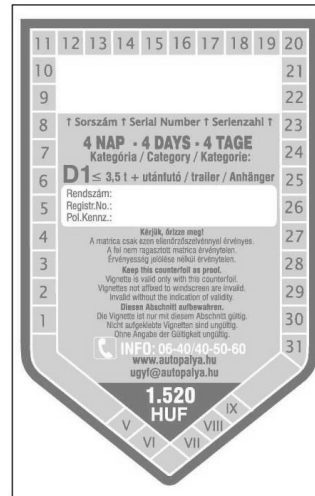 11 12 13 14 15 16 17 18 19 20
10 21
9 22
8 ↑ Sorszám ↑ Serial Number ↑ Serienzahl ↑ 23
4 NAP - 4 DAYS - 4 TAGE
7 Kategória / Category / Kategorie: 24
6 D1 ≤ 3,5 t + utánfutó / trailer / Anhänger 25
Rendszám:
5 Registr.No.: 26
Pol.Kennz.:
Kérjük, őrizze meg!
4 A matrica csak ezen ellenőrzőszelvénnyel érvényes. 27
A fel nem ragasztott matrica érvénytelen.
Érvényesség jelölése nélkül érvénytelen.
3 Keep this counterfoil as proof. 28
Vignette is valid only with this counterfoil.
Vignettes not affixed to windscreen are invalid.
2 Invalid without the indication of validity. 29
Diesen Abschnitt aufbewahren.
Die Vignette ist nur mit diesem Abschnitt gültig.
1 Nicht aufgeklebte Vignetten sind ungültig. 30
Ohne Angabe der Gültigkeit ungültig.
INFO: 06-40/40-50-60 31
www.autopalya.hu
ugyf@autopalya.hu
1.520
HUF
V VI VII VIII IX